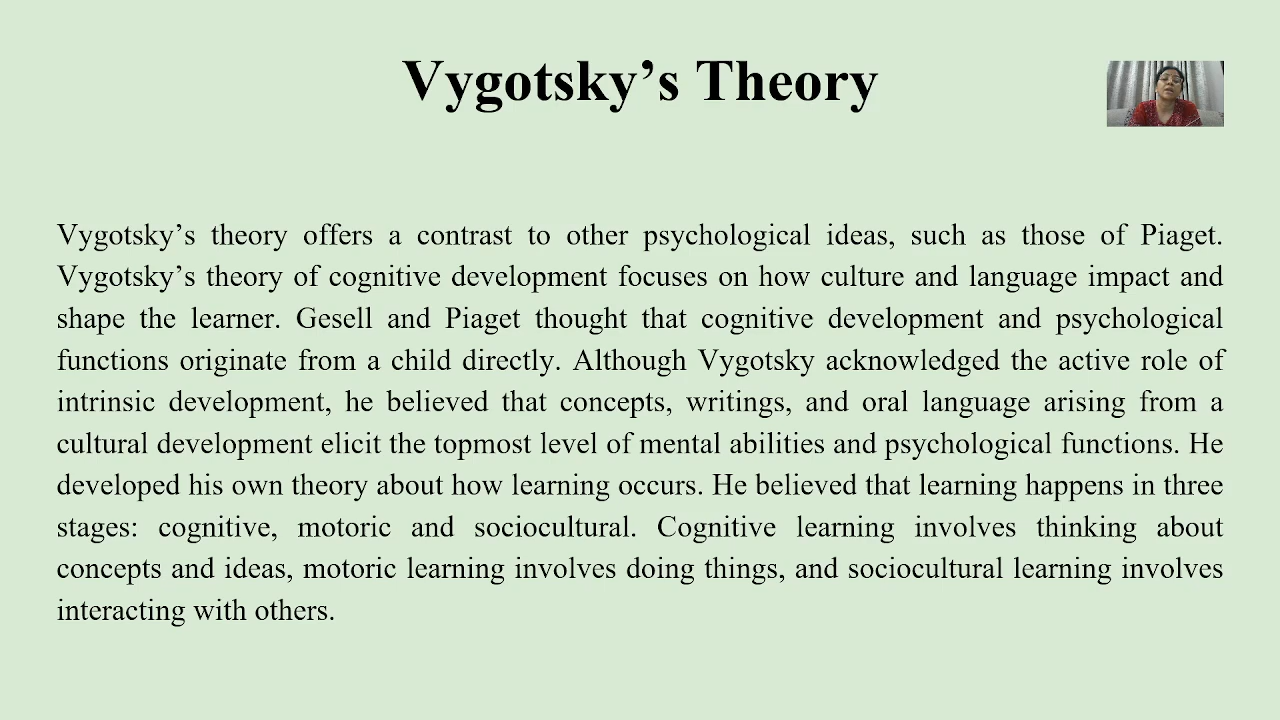 Vygotsky’s Theory
Vygotsky’s theory offers a contrast to other psychological ideas, such as those of Piaget.
Vygotsky’s theory of cognitive development focuses on how culture and language impact and
shape the learner. Gesell and Piaget thought that cognitive development and psychological
functions originate from a child directly. Although Vygotsky acknowledged the active role of
intrinsic development, he believed that concepts, writings, and oral language arising from a
cultural development elicit the topmost level of mental abilities and psychological functions. He
developed his own theory about how learning occurs. He believed that learning happens in three
stages: cognitive, motoric and sociocultural. Cognitive learning involves thinking about
concepts and ideas, motoric learning involves doing things, and sociocultural learning involves
interacting with others.